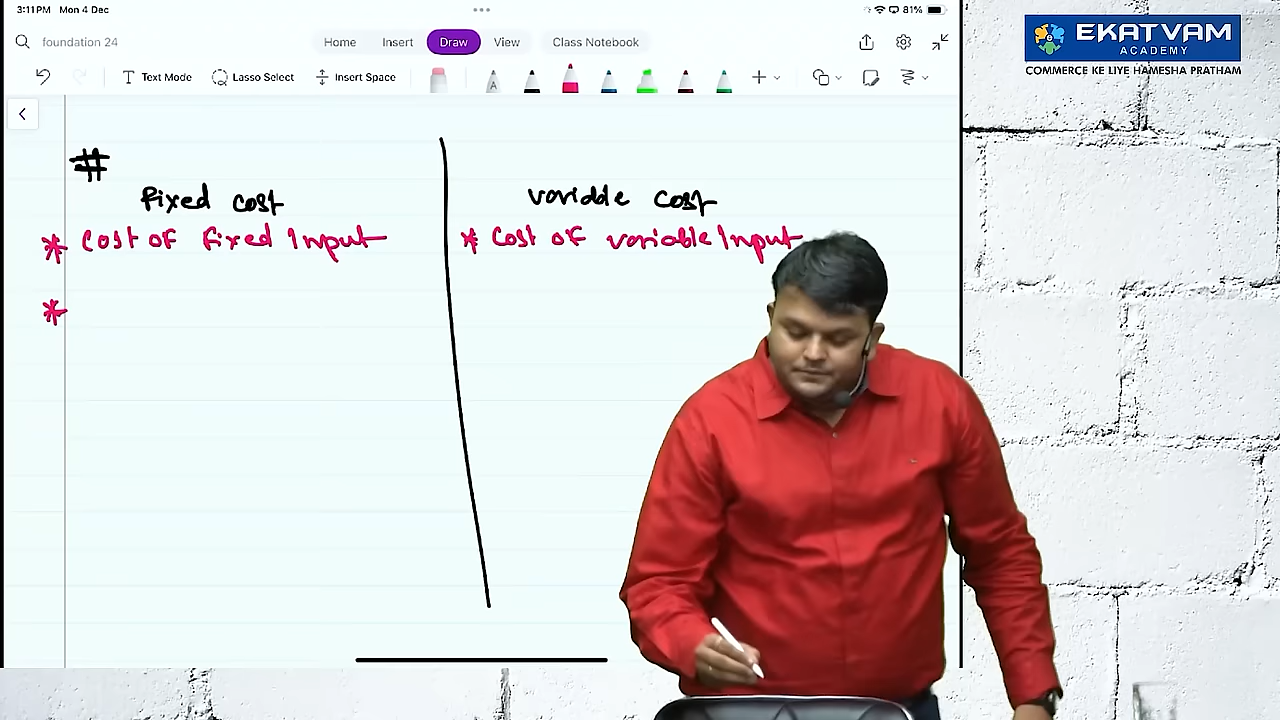 3:11PM Mon 4 Dec
81%
foundation 24
Home
Insert
Draw
View
Class Notebook
Text Mode
Lasso Select
Insert Space
EKATVAM
ACADEMY
COMMERCE KE LIYE HAMESHA PRATHAM
#
Fixed cost
variable cost
* Cost of fixed Input
* Cost of variable Input
*